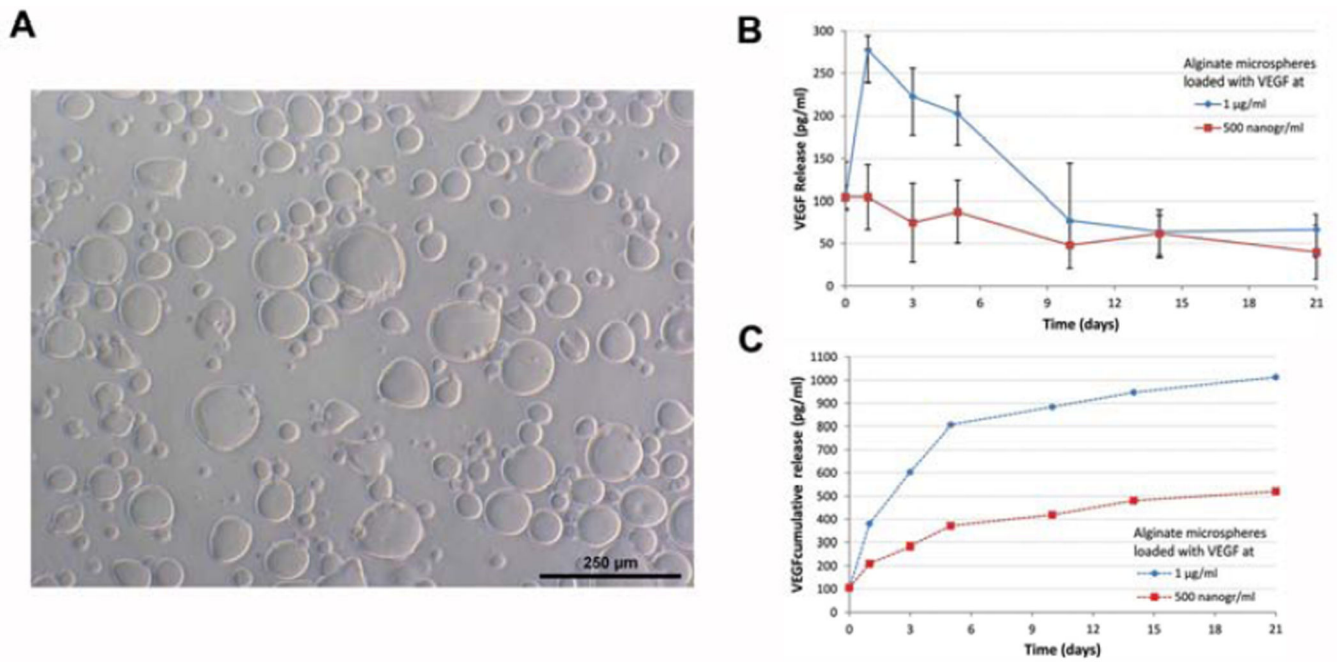 A
250 µm
B
300
250
200
150
100
50
0
VEGF Release (pg/ml)
Alginate microspheres
loaded with VEGF at
1 µg/ml
500 nanogr/ml
0 3 6 9 12 15 18 21
Time (days)
C
1100
1000
900
800
700
600
500
400
300
200
100
0
VEGFcumulative release (pg/ml)
Alginate microspheres
loaded with VEGF at
1 µg/ml
500 nanogr/ml
0 3 6 9 12 15 18 21
Time (days)